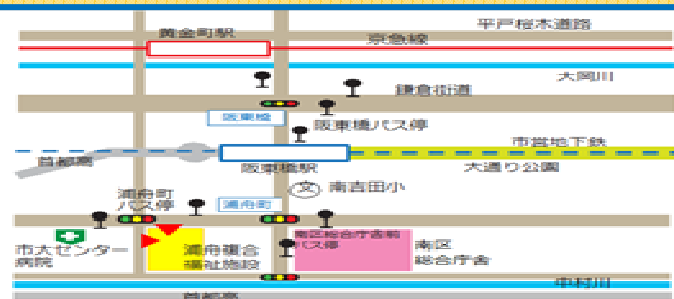 平戸桜木道路
黄金町駅
京急線
大岡川
鎌倉街道
阪東橋
阪東橋バス停
市営地下鉄
首都高
阪東橋駅
大通り公園
文
南吉田小
浦舟町
バス停
浦舟町
南区総合庁舎前
バス停
市大センター
病院
浦舟複合
福祉施設
南区
総合庁舎
中村川
首都高